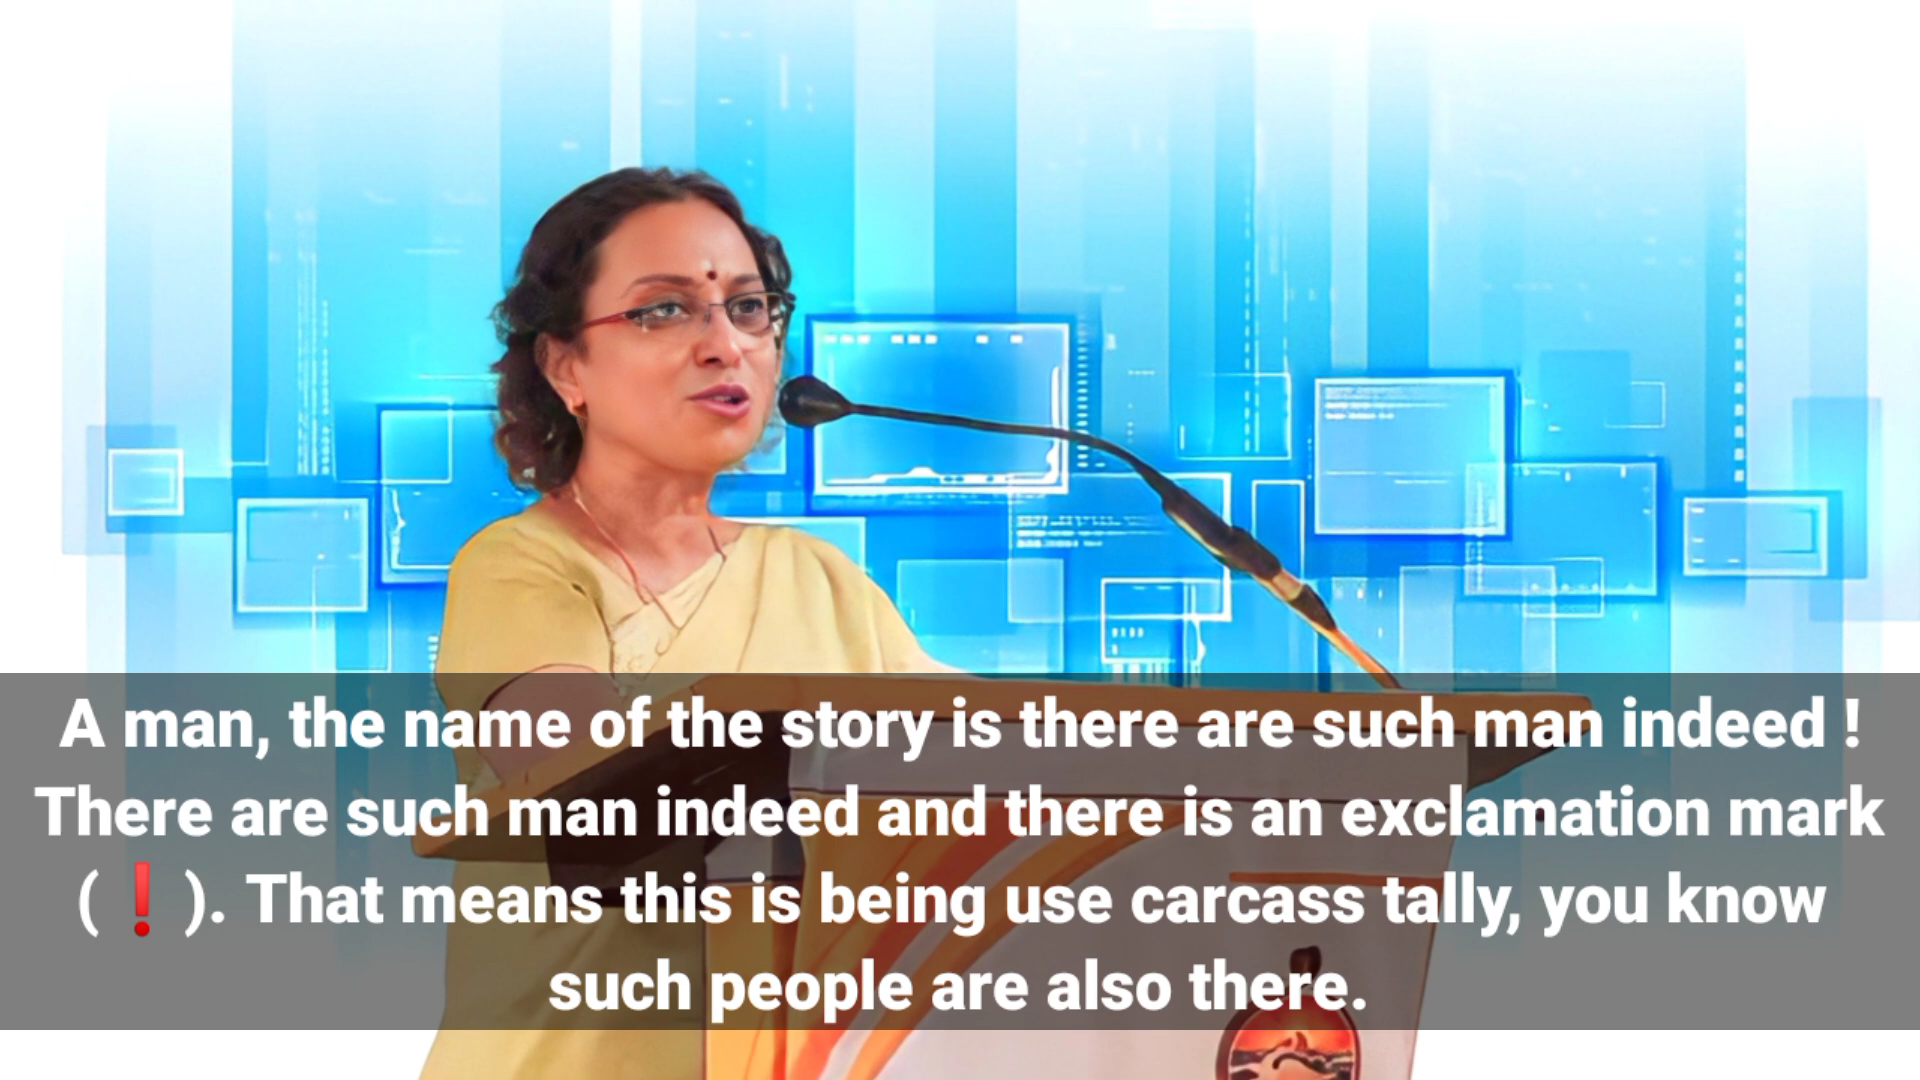 A man, the name of the story is there are such man indeed !
There are such man indeed and there is an exclamation mark
(❗). That means this is being use carcass tally, you know
such people are also there.